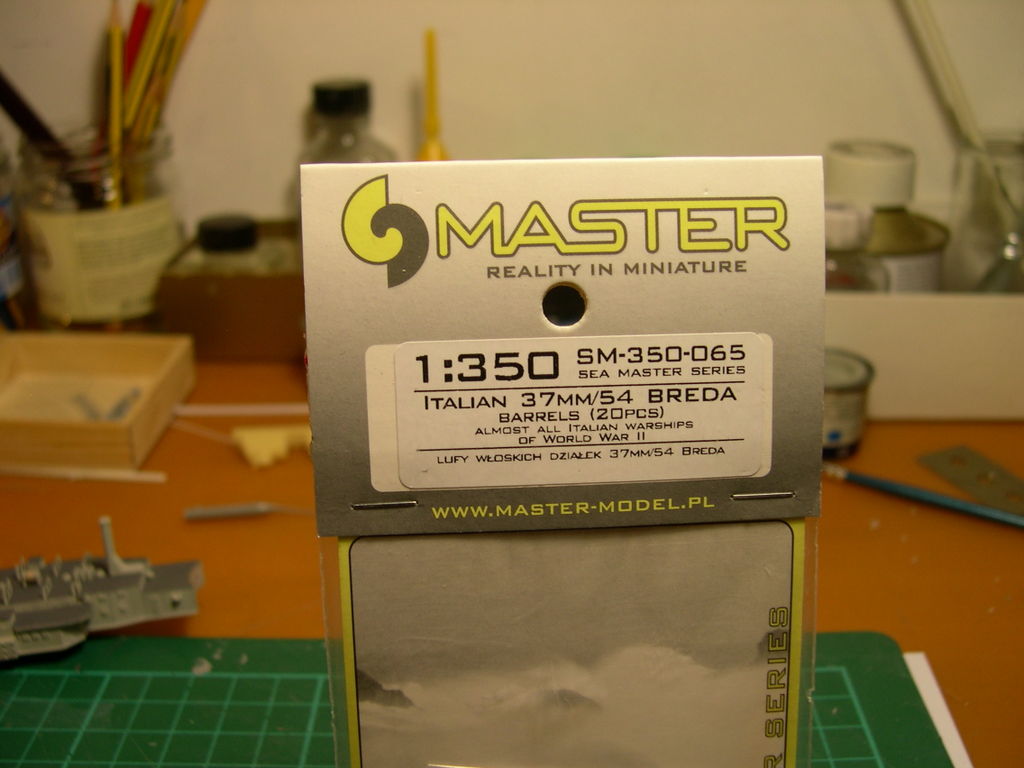 MASTER
REALITY IN MINIATURE
1:350 SM-350-065
SEA MASTER SERIES
ITALIAN 37MM/54 BREDA
BARRELS (20PCS)
ALMOST ALL ITALIAN WARSHIPS
OF WORLD WAR II
LUFY WŁOSKICH DZIAŁEK 37MM/54 BREDA
WWW.MASTER-MODEL.PL
R SERIES